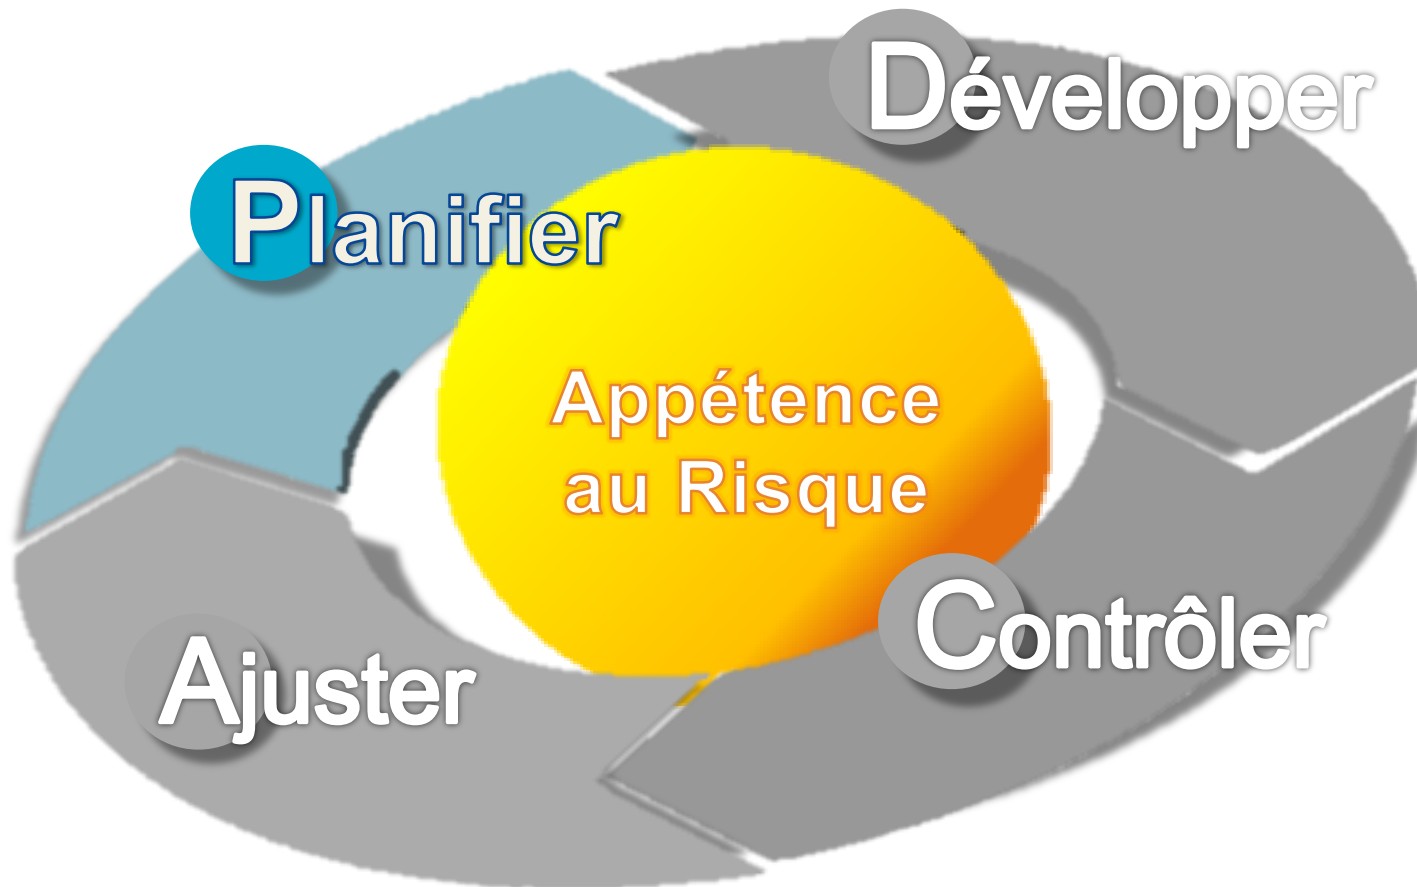 Développer
Planifier
Appétence
au Risque
Contrôler
Ajuster